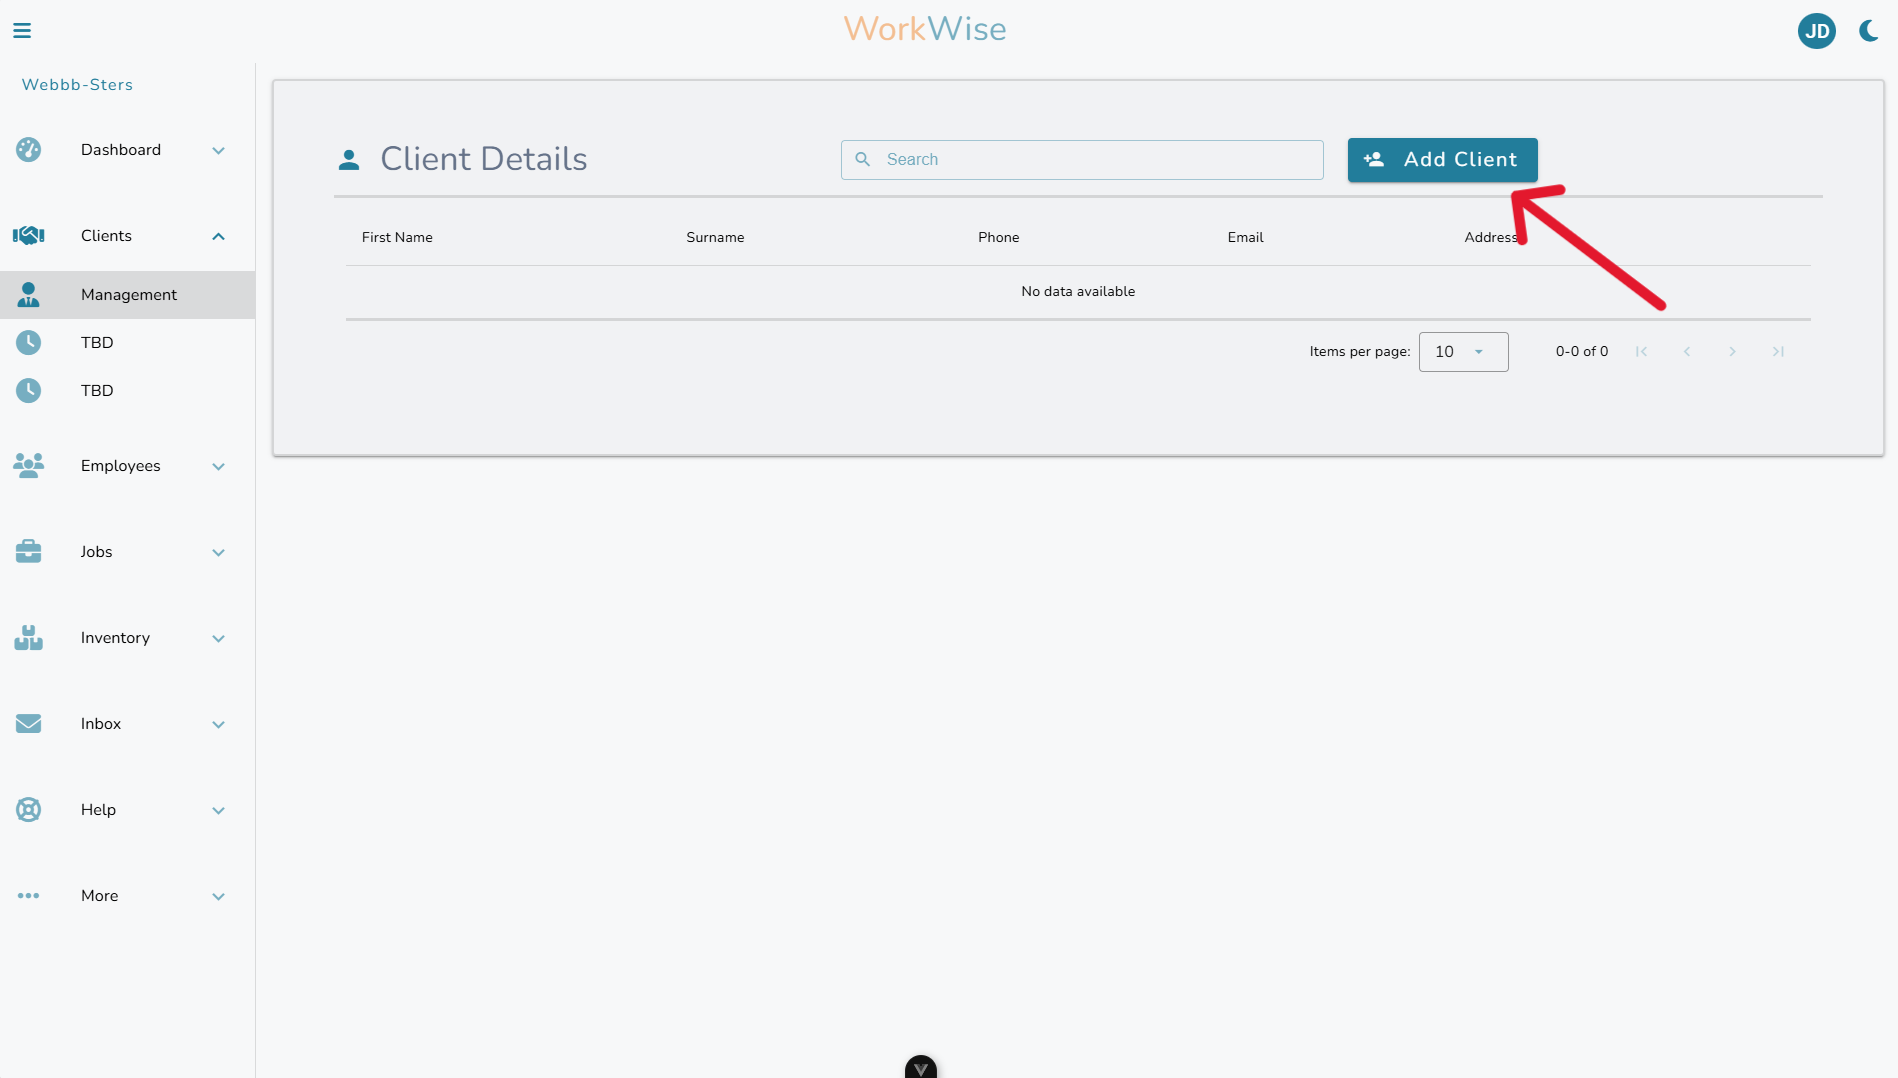 WorkWise
JD
Webbb-Sters
Dashboard
Clients
Management
TBD
TBD
Employees
Jobs
Inventory
Inbox
Help
More
Client Details
Search
Add Client
First Name Surname Phone Email Address
No data available
Items per page: 10 0-0 of 0